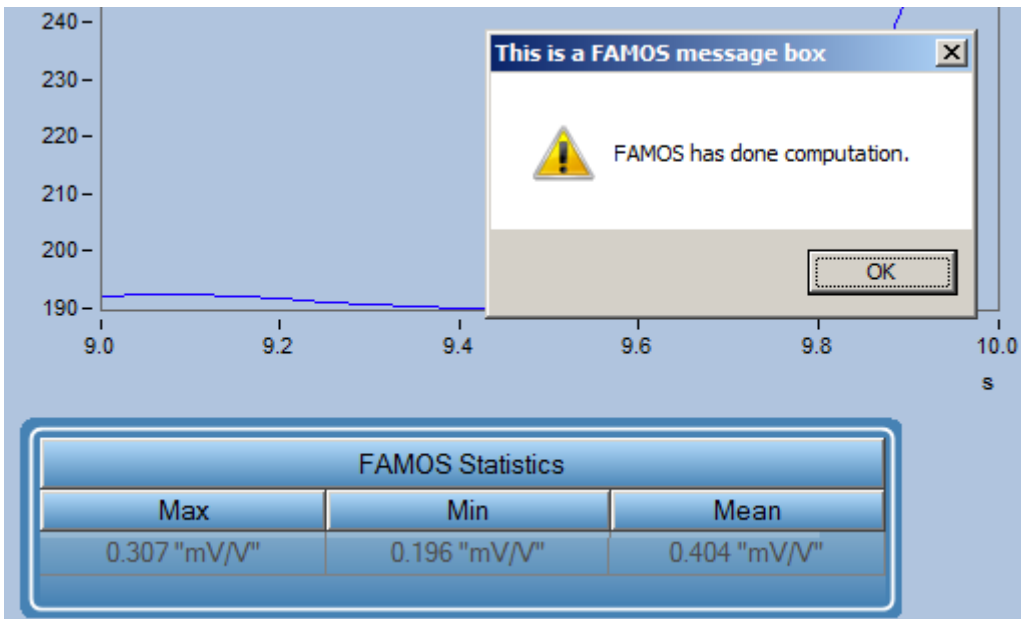 240
This is a FAMOS message box
230
220
FAMOS has done computation.
210
200
OK
190
9.0 9.2 9.4 9.6 9.8 10.0
s
FAMOS Statistics
Max Min Mean
0.307 "mV/V" 0.196 "mV/V" 0.404 "mV/V"